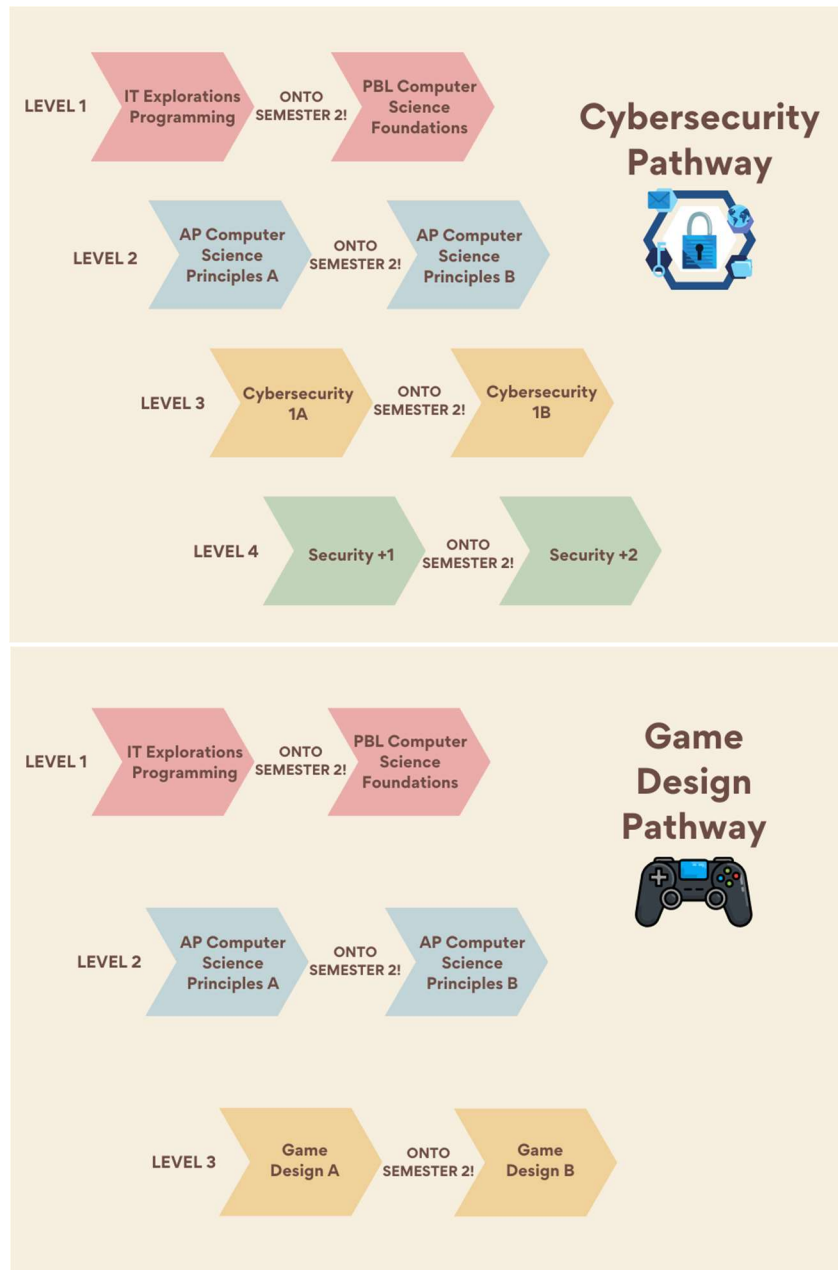 Cybersecurity
Pathway
LEVEL 1
IT Explorations
Programming
ONTO
SEMESTER 2!
PBL Computer
Science
Foundations
LEVEL 2
AP Computer
Science
Principles A
ONTO
SEMESTER 2!
AP Computer
Science
Principles B
LEVEL 3
Cybersecurity
1A
ONTO
SEMESTER 2!
Cybersecurity
1B
LEVEL 4
Security +1
ONTO
SEMESTER 2!
Security +2
Game
Design
Pathway
LEVEL 1
IT Explorations
Programming
ONTO
SEMESTER 2!
PBL Computer
Science
Foundations
LEVEL 2
AP Computer
Science
Principles A
ONTO
SEMESTER 2!
AP Computer
Science
Principles B
LEVEL 3
Game
Design A
ONTO
SEMESTER 2!
Game
Design B